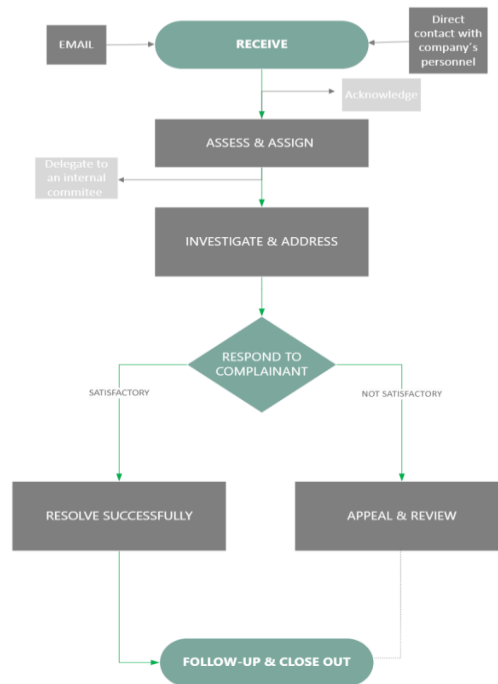 EMAIL
RECEIVE
Direct
contact with
company's
personnel
Acknowledge
ASSESS & ASSIGN
Delegate to
an internal
commitee
INVESTIGATE & ADDRESS
RESPOND TO
COMPLAINANT
SATISFACTORY
NOT SATISFACTORY
RESOLVE SUCCESSFULLY
APPEAL & REVIEW
FOLLOW-UP & CLOSE OUT